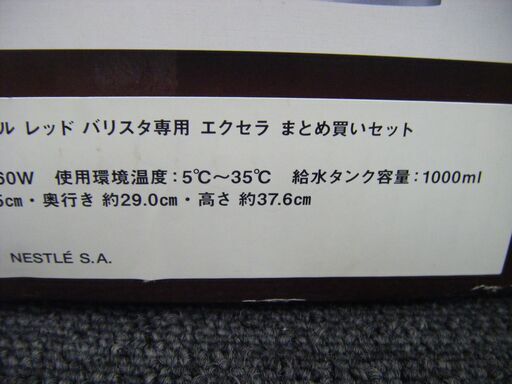 ル レッド バリスタ専用 エクセラ まとめ買いセット
60W 使用環境温度:5℃〜35℃ 給水タンク容量:1000ml
5cm・奥行き 約29.0cm・高さ 約37.6cm
NESTLÉ S.A.